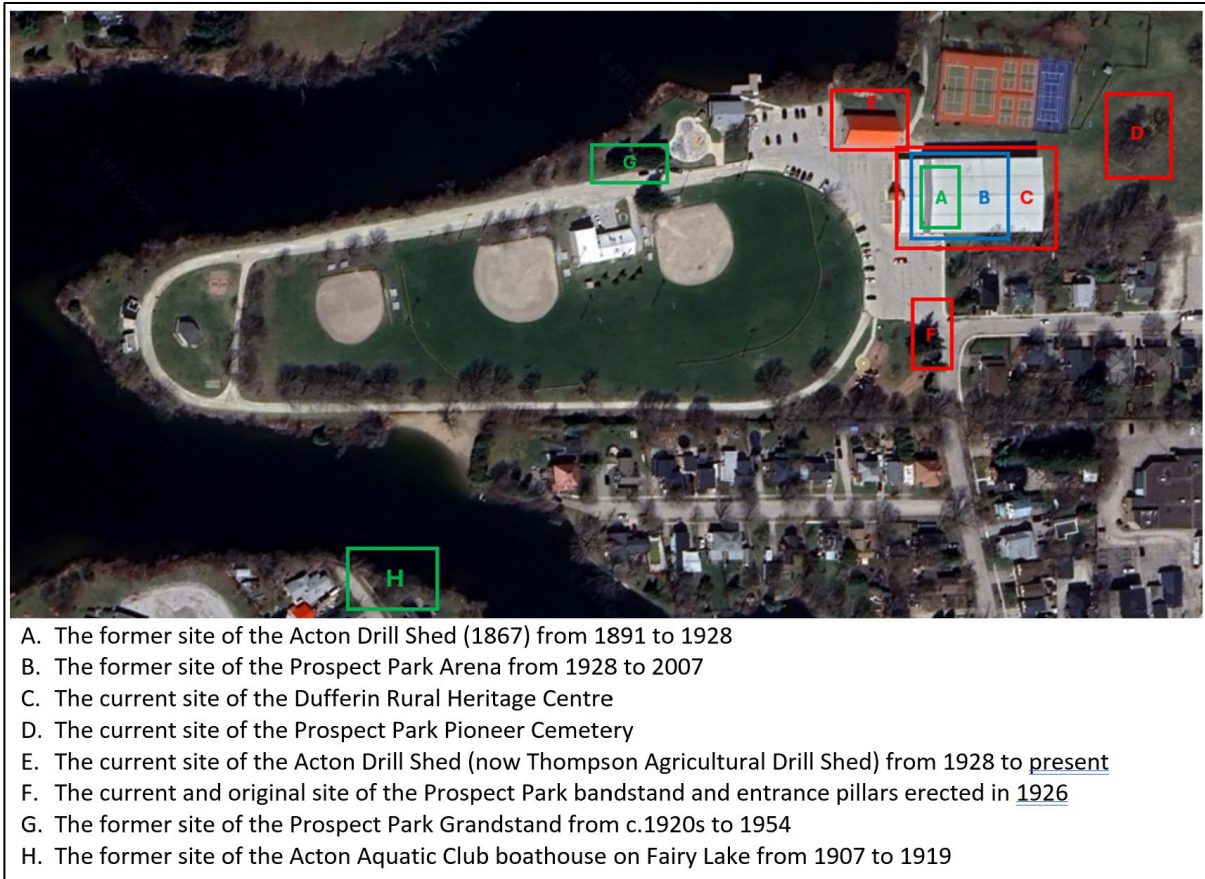 E
D
G
A B C
F
H
A. The former site of the Acton Drill Shed (1867) from 1891 to 1928
B. The former site of the Prospect Park Arena from 1928 to 2007
C. The current site of the Dufferin Rural Heritage Centre
D. The current site of the Prospect Park Pioneer Cemetery
E. The current site of the Acton Drill Shed (now Thompson Agricultural Drill Shed) from 1928 to present
F. The current and original site of the Prospect Park bandstand and entrance pillars erected in 1926
G. The former site of the Prospect Park Grandstand from c.1920s to 1954
H. The former site of the Acton Aquatic Club boathouse on Fairy Lake from 1907 to 1919